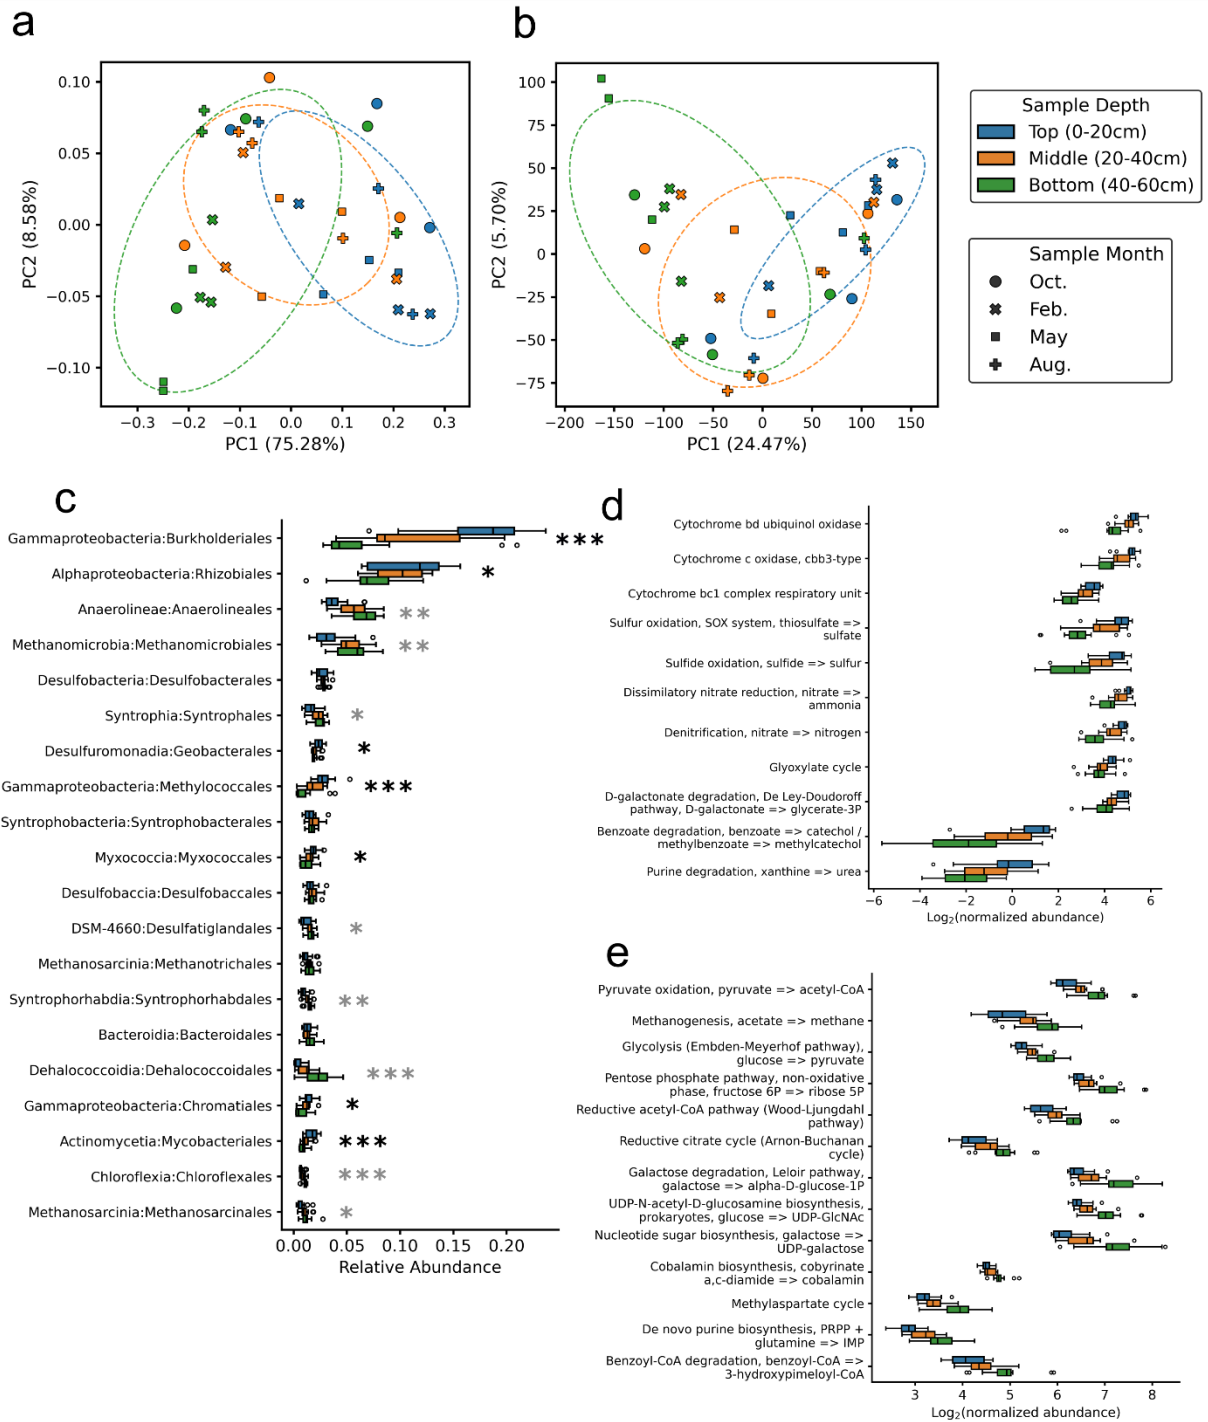 a
b
0.10
0.05
0.00
−0.05
−0.10
PC2 (8.58%)
−0.3
−0.2
−0.1
0.0
0.1
0.2
0.3
PC1 (75.28%)
100
75
50
25
0
−25
−50
−75
PC2 (5.70%)
−200
−150
−100
−50
0
50
100
150
PC1 (24.47%)
Sample Depth
Top (0-20cm)
Middle (20-40cm)
Bottom (40-60cm)
Sample Month
Oct.
Feb.
May
Aug.
c
Gammaproteobacteria:Burkholderiales
***
Alphaproteobacteria:Rhizobiales
*
Anaerolineae:Anaerolineales
**
Methanomicrobia:Methanomicrobiales
**
Desulfobacteria:Desulfobacterales
Syntrophia:Syntrophales
*
Desulfuromonadia:Geobacterales
*
Gammaproteobacteria:Methylococcales
***
Syntrophobacteria:Syntrophobacterales
Myxococcia:Myxococcales
*
Desulfobaccia:Desulfobaccales
DSM-4660:Desulfatiglandales
*
Methanosarcinia:Methanotrichales
Syntrophorhabdia:Syntrophorhabdales
**
Bacteroidia:Bacteroidales
Dehalococcoidia:Dehalococcoidales
***
Gammaproteobacteria:Chromatiales
*
Actinomycetia:Mycobacteriales
***
Chloroflexia:Chloroflexales
***
Methanosarcinia:Methanosarcinales
*
0.00
0.05
0.10
0.15
0.20
Relative Abundance
d
Cytochrome bd ubiquinol oxidase
Cytochrome c oxidase, cbb3-type
Cytochrome bc1 complex respiratory unit
Sulfur oxidation, SOX system, thiosulfate =>
sulfate
Sulfide oxidation, sulfide => sulfur
Dissimilatory nitrate reduction, nitrate =>
ammonia
Denitrification, nitrate => nitrogen
Glyoxylate cycle
D-galactonate degradation, De Ley-Doudoroff
pathway, D-galactonate => glycerate-3P
Benzoate degradation, benzoate => catechol /
methylbenzoate => methylcatechol
Purine degradation, xanthine => urea
−6
−4
−2
0
2
4
6
Log2(normalized abundance)
e
Pyruvate oxidation, pyruvate => acetyl-CoA
Methanogenesis, acetate => methane
Glycolysis (Embden-Meyerhof pathway),
glucose => pyruvate
Pentose phosphate pathway, non-oxidative
phase, fructose 6P => ribose 5P
Reductive acetyl-CoA pathway (Wood-Ljungdahl
pathway)
Reductive citrate cycle (Arnon-Buchanan
cycle)
Galactose degradation, Leloir pathway,
galactose => alpha-D-glucose-1P
UDP-N-acetyl-D-glucosamine biosynthesis,
prokaryotes, glucose => UDP-GlcNAc
Nucleotide sugar biosynthesis, galactose =>
UDP-galactose
Cobalamin biosynthesis, cobyrinate
a,c-diamide => cobalamin
Methylaspartate cycle
De novo purine biosynthesis, PRPP +
glutamine => IMP
Benzoyl-CoA degradation, benzoyl-CoA =>
3-hydroxypimeloyl-CoA
3
4
5
6
7
8
Log2(normalized abundance)